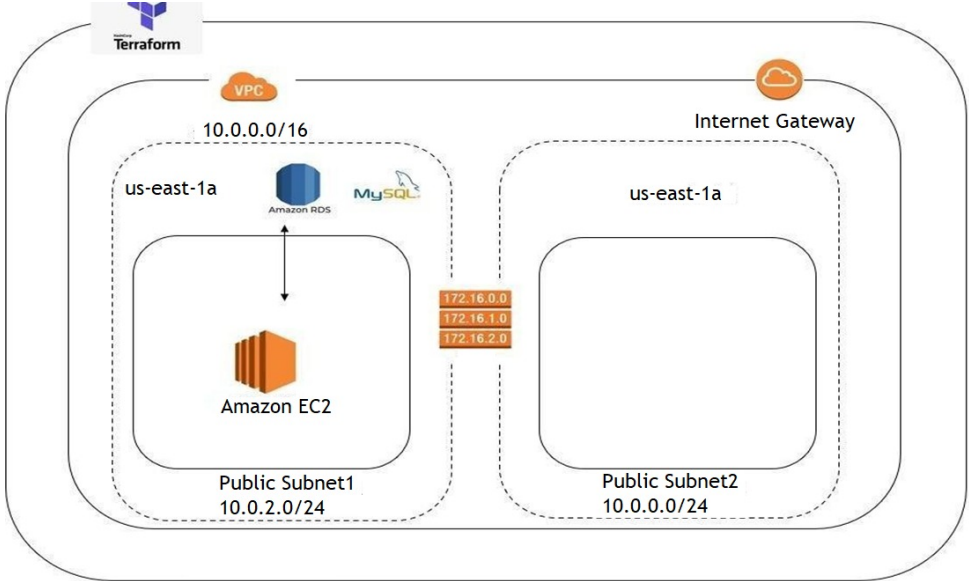 Terraform
VPC
10.0.0.0/16
Internet Gateway
us-east-1a
Amazon RDS
MySQL
us-east-1a
172.16.0.0
172.16.1.0
172.16.2.0
Amazon EC2
Public Subnet1
10.0.2.0/24
Public Subnet2
10.0.0.0/24